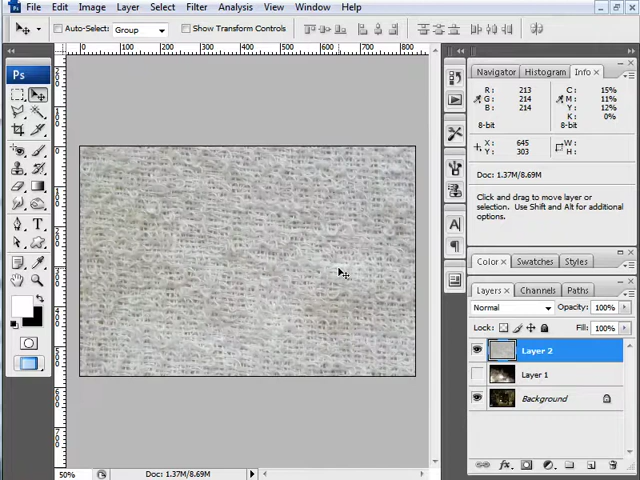 File Edit Image Layer Select Filter Analysis View Window Help
Auto-Select: Group Show Transform Controls
0 100 200 300 400 500 600 700 800
Ps
Navigator Histogram Info
R: 213 C: 15%
G: 214 M: 11%
B: 214 Y: 12%
K: 0%
8-bit 8-bit
X: 645 W:
Y: 303 H:
Doc: 1.37M/8.69M
Click and drag to move layer or
selection. Use Shift and Alt for additional
options.
Color Swatches Styles
Layers Channels Paths
Normal Opacity: 100%
Lock: Fill: 100%
Layer 2
Layer 1
Background
50% Doc: 1.37M/8.69M